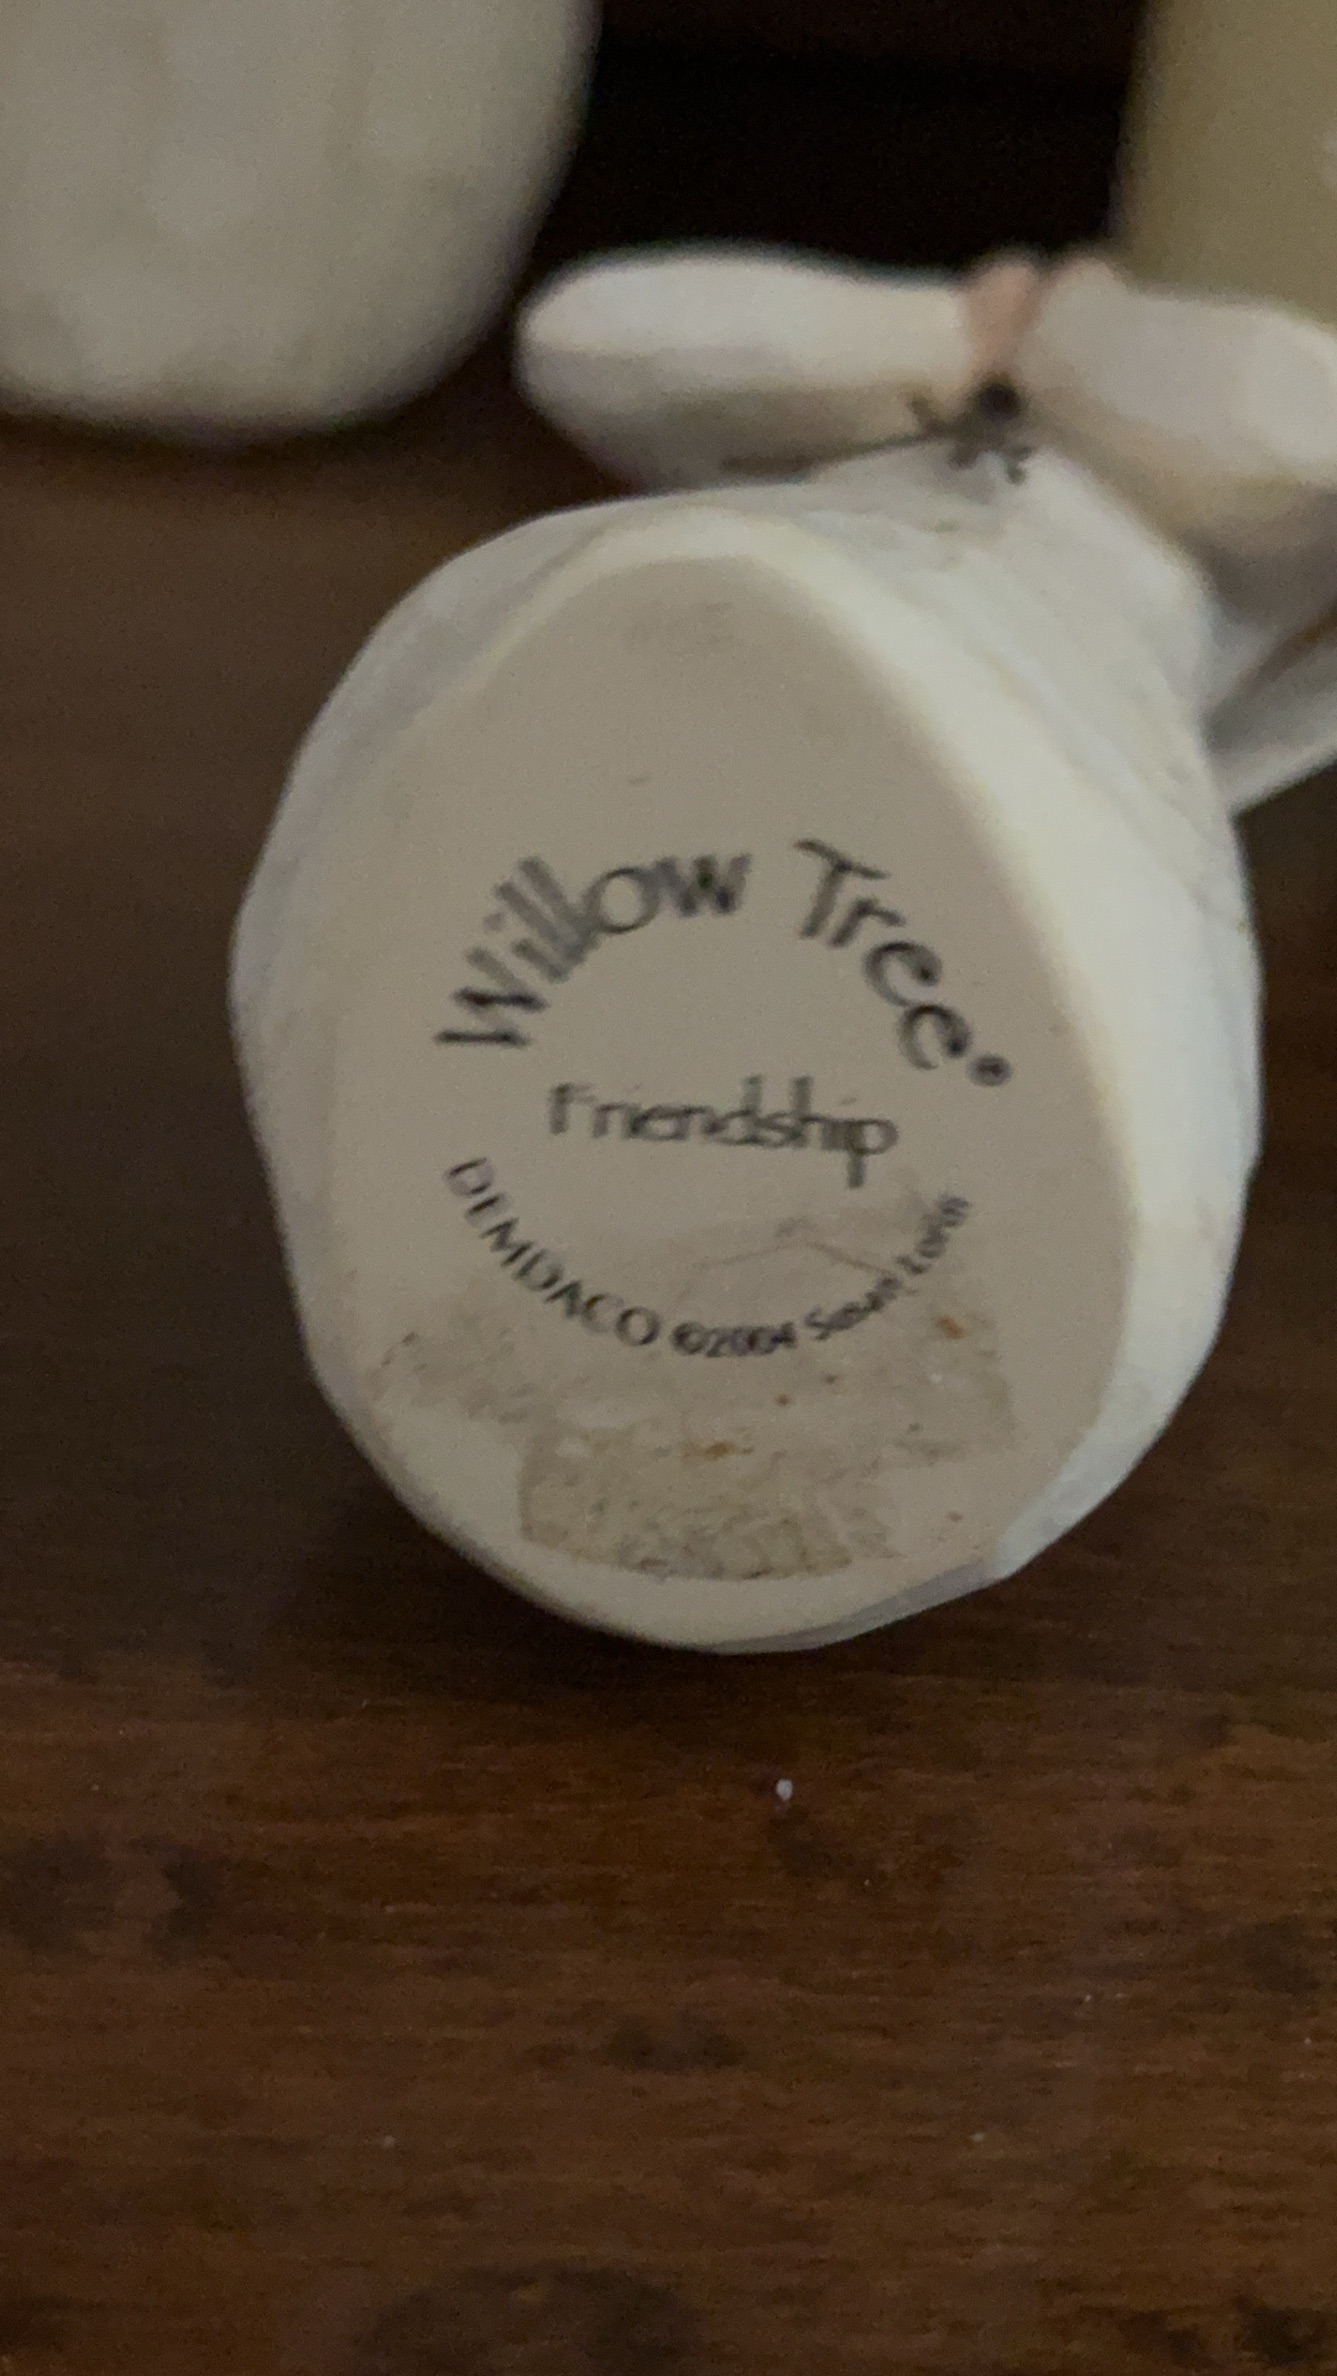 Willow Tree®
Friendship
DEMDACO ©2004 Susan Lordi